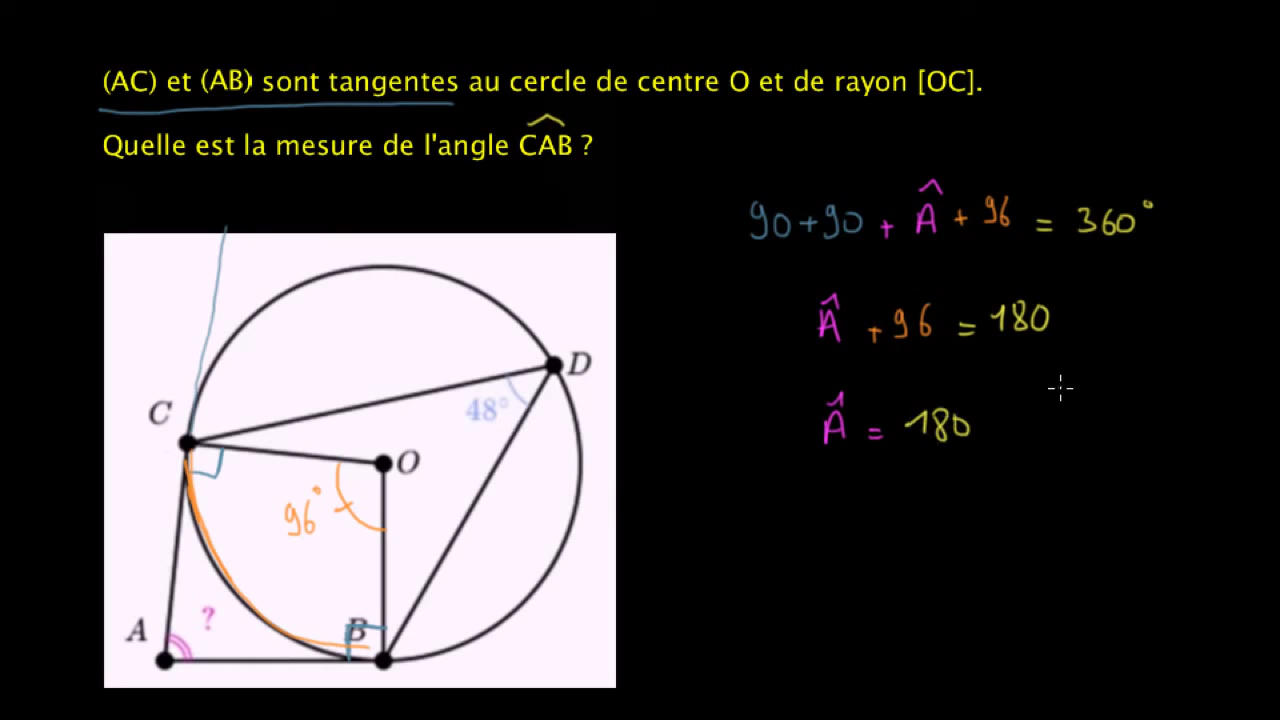 (AC) et (AB) sont tangentes au cercle de centre O et de rayon [OC].
Quelle est la mesure de l'angle CAB ?
90 + 90 + Â + 96 = 360°
Â + 96 = 180
Â = 180
D
48°
C
O
96°
A
?
B